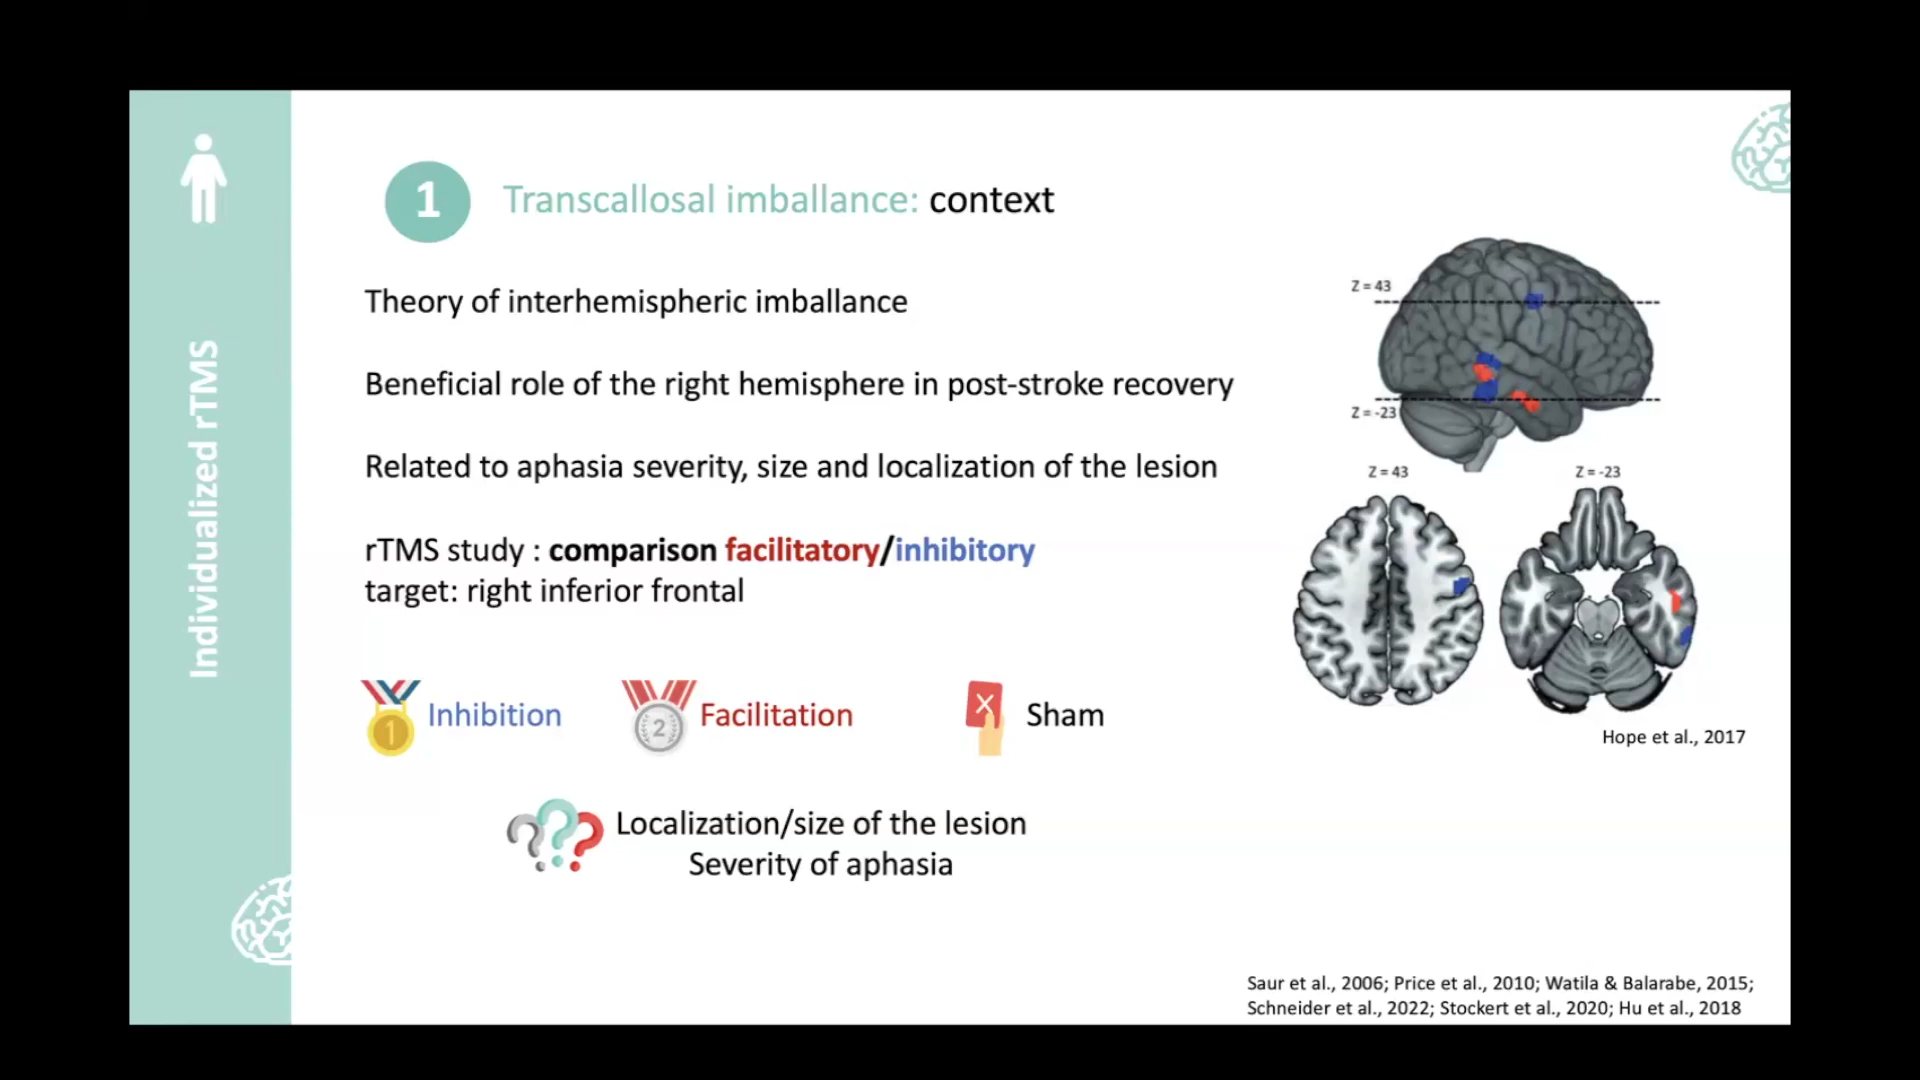 Individualized rTMS
1 Transcallosal imballance: context
Theory of interhemispheric imballance
Beneficial role of the right hemisphere in post-stroke recovery
Related to aphasia severity, size and localization of the lesion
rTMS study : comparison facilitatory/inhibitory
target: right inferior frontal
1 Inhibition 2 Facilitation X Sham
Localization/size of the lesion
Severity of aphasia
Z = 43
Z = -23
Z = 43 Z = -23
Hope et al., 2017
Saur et al., 2006; Price et al., 2010; Watila & Balarabe, 2015;
Schneider et al., 2022; Stockert et al., 2020; Hu et al., 2018